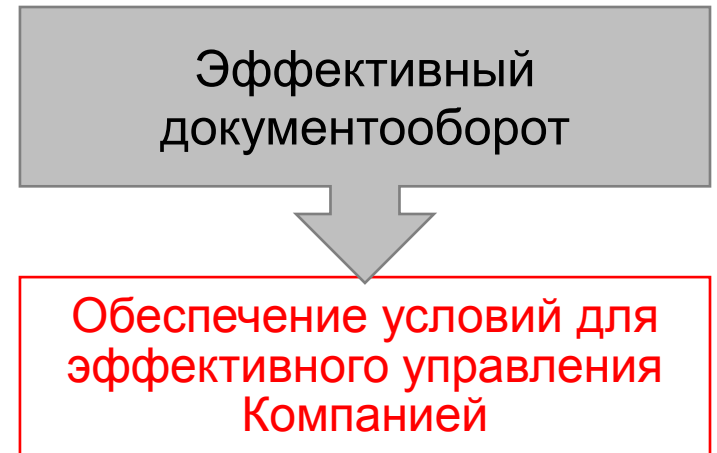 Эффективный
документооборот
Обеспечение условий для
эффективного управления
Компанией